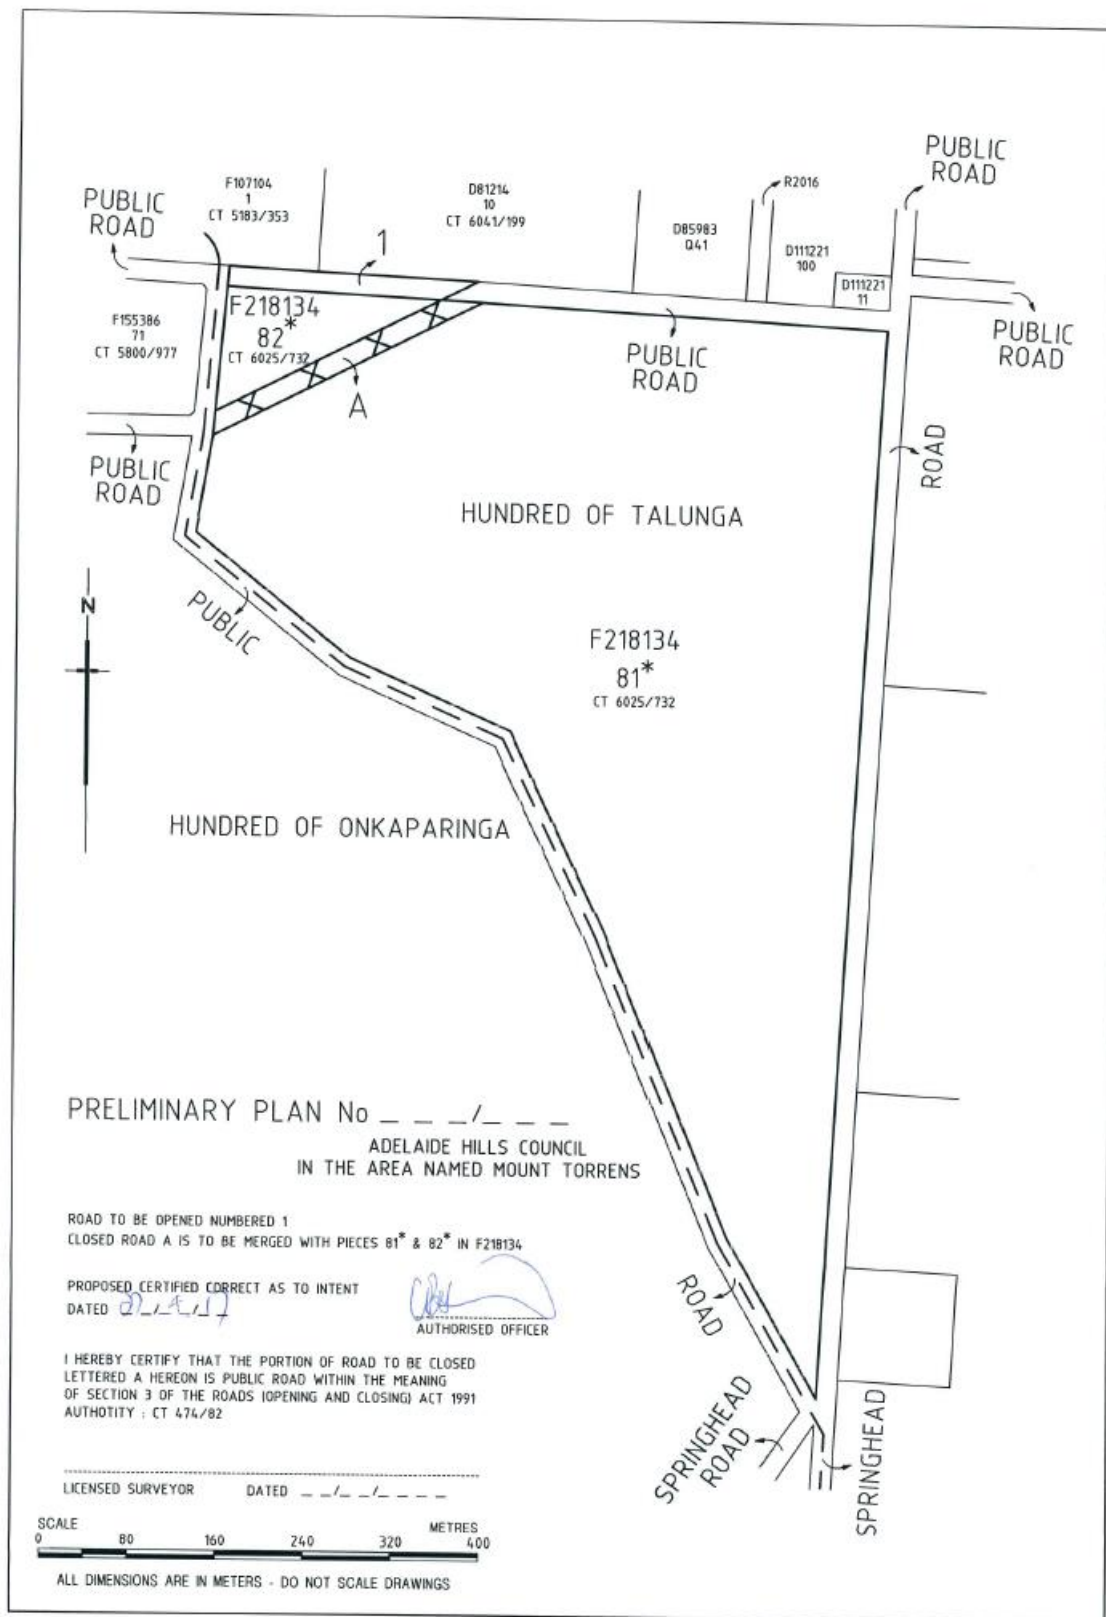 PUBLIC
ROAD
F107104
1
CT 5183/353
D81214
10
CT 6041/199
1
R2016
D85983
Q41
D111221
100
D111221
11
PUBLIC
ROAD
PUBLIC
ROAD
F155386
71
CT 5800/977
F218134
82*
CT 6025/732
A
PUBLIC
ROAD
PUBLIC
ROAD
ROAD
HUNDRED OF TALUNGA
N
PUBLIC
F218134
81*
CT 6025/732
HUNDRED OF ONKAPARINGA
PRELIMINARY PLAN No _ _ _/_ _ _
ADELAIDE HILLS COUNCIL
IN THE AREA NAMED MOUNT TORRENS
ROAD TO BE OPENED NUMBERED 1
CLOSED ROAD A IS TO BE MERGED WITH PIECES 81* & 82* IN F218134
PROPOSED CERTIFIED CORRECT AS TO INTENT
DATED
AUTHORISED OFFICER
I HEREBY CERTIFY THAT THE PORTION OF ROAD TO BE CLOSED
LETTERED A HEREON IS PUBLIC ROAD WITHIN THE MEANING
OF SECTION 3 OF THE ROADS (OPENING AND CLOSING) ACT 1991
AUTHOTITY : CT 474/82
LICENSED SURVEYOR DATED _ _/_ _/_ _ _ _
ROAD
SPRINGHEAD
ROAD
SPRINGHEAD
SCALE METRES
0 80 160 240 320 400
ALL DIMENSIONS ARE IN METERS - DO NOT SCALE DRAWINGS